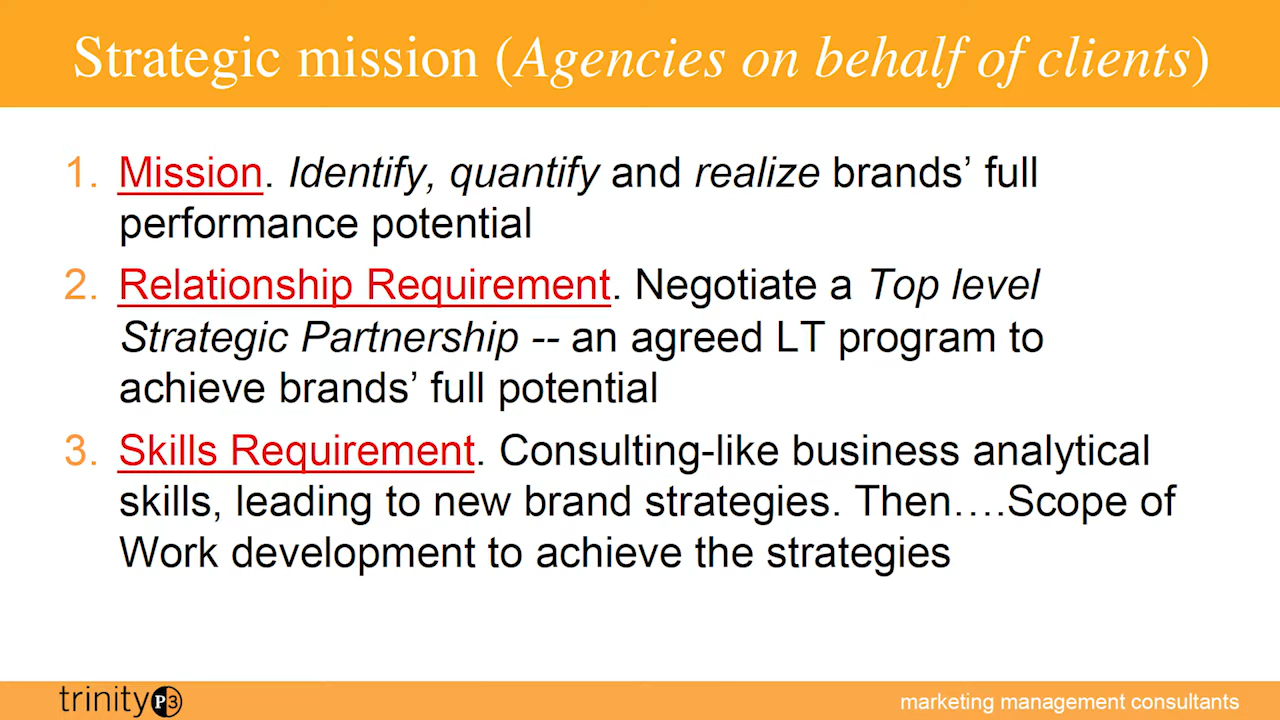 Strategic mission (Agencies on behalf of clients)
1. Mission. Identify, quantify and realize brands’ full
performance potential
2. Relationship Requirement. Negotiate a Top level
Strategic Partnership -- an agreed LT program to
achieve brands’ full potential
3. Skills Requirement. Consulting-like business analytical
skills, leading to new brand strategies. Then….Scope of
Work development to achieve the strategies
trinity P3
marketing management consultants